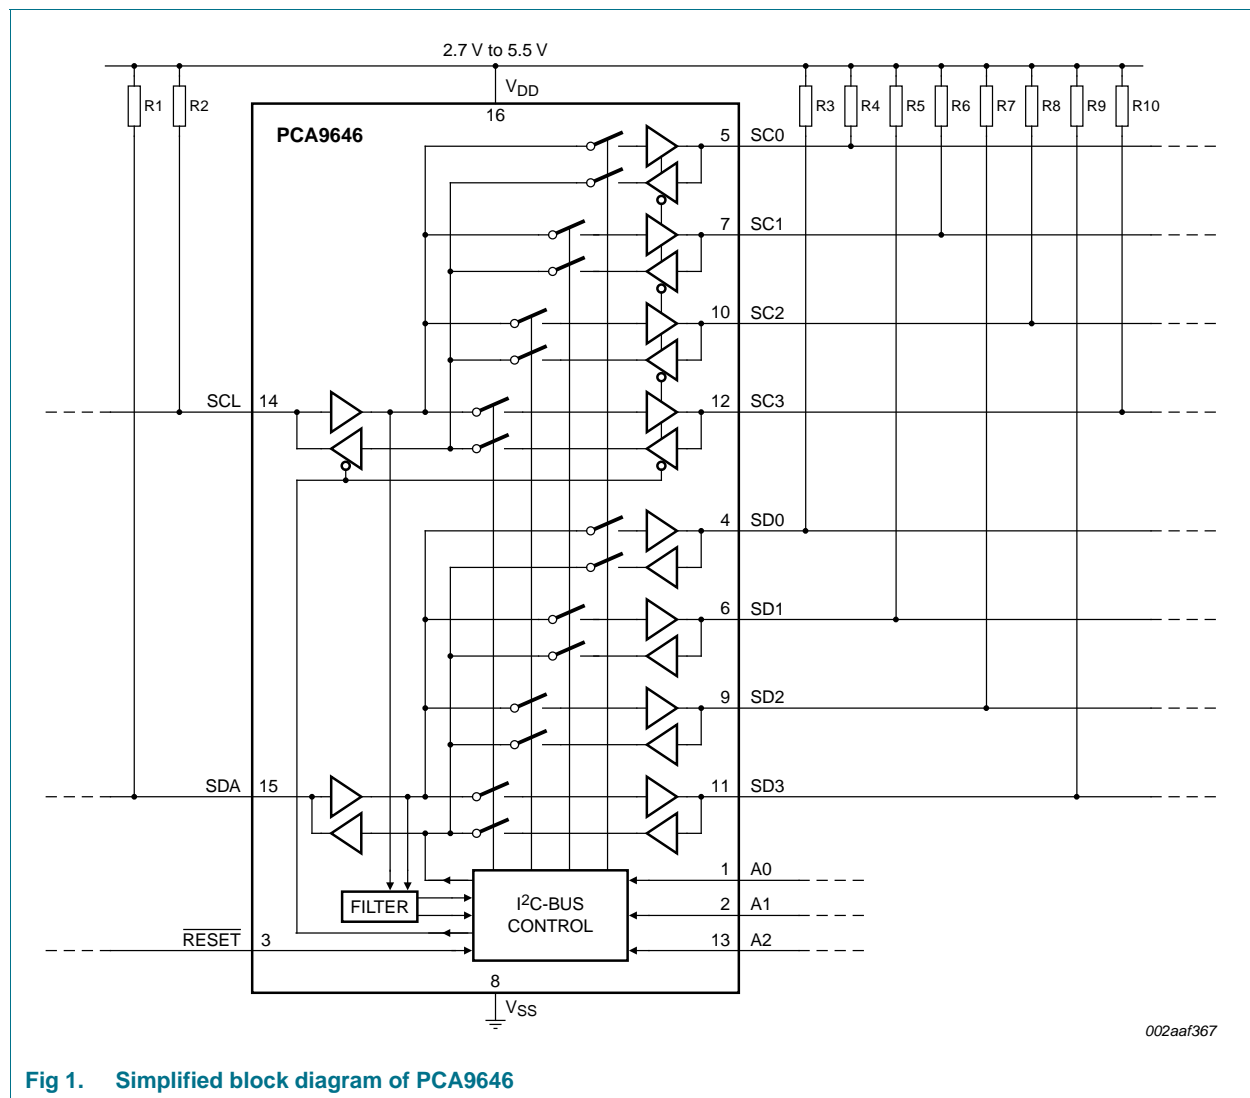 2.7 V to 5.5 V
R1 R2 VDD R3 R4 R5 R6 R7 R8 R9 R10
16
PCA9646
5 SC0
7 SC1
10 SC2
SCL 14 12 SC3
4 SD0
6 SD1
9 SD2
SDA 15 11 SD3
1 A0
FILTER I2C-BUS CONTROL
2 A1
RESET 3 13 A2
8
VSS
002aaf367
Fig 1. Simplified block diagram of PCA9646